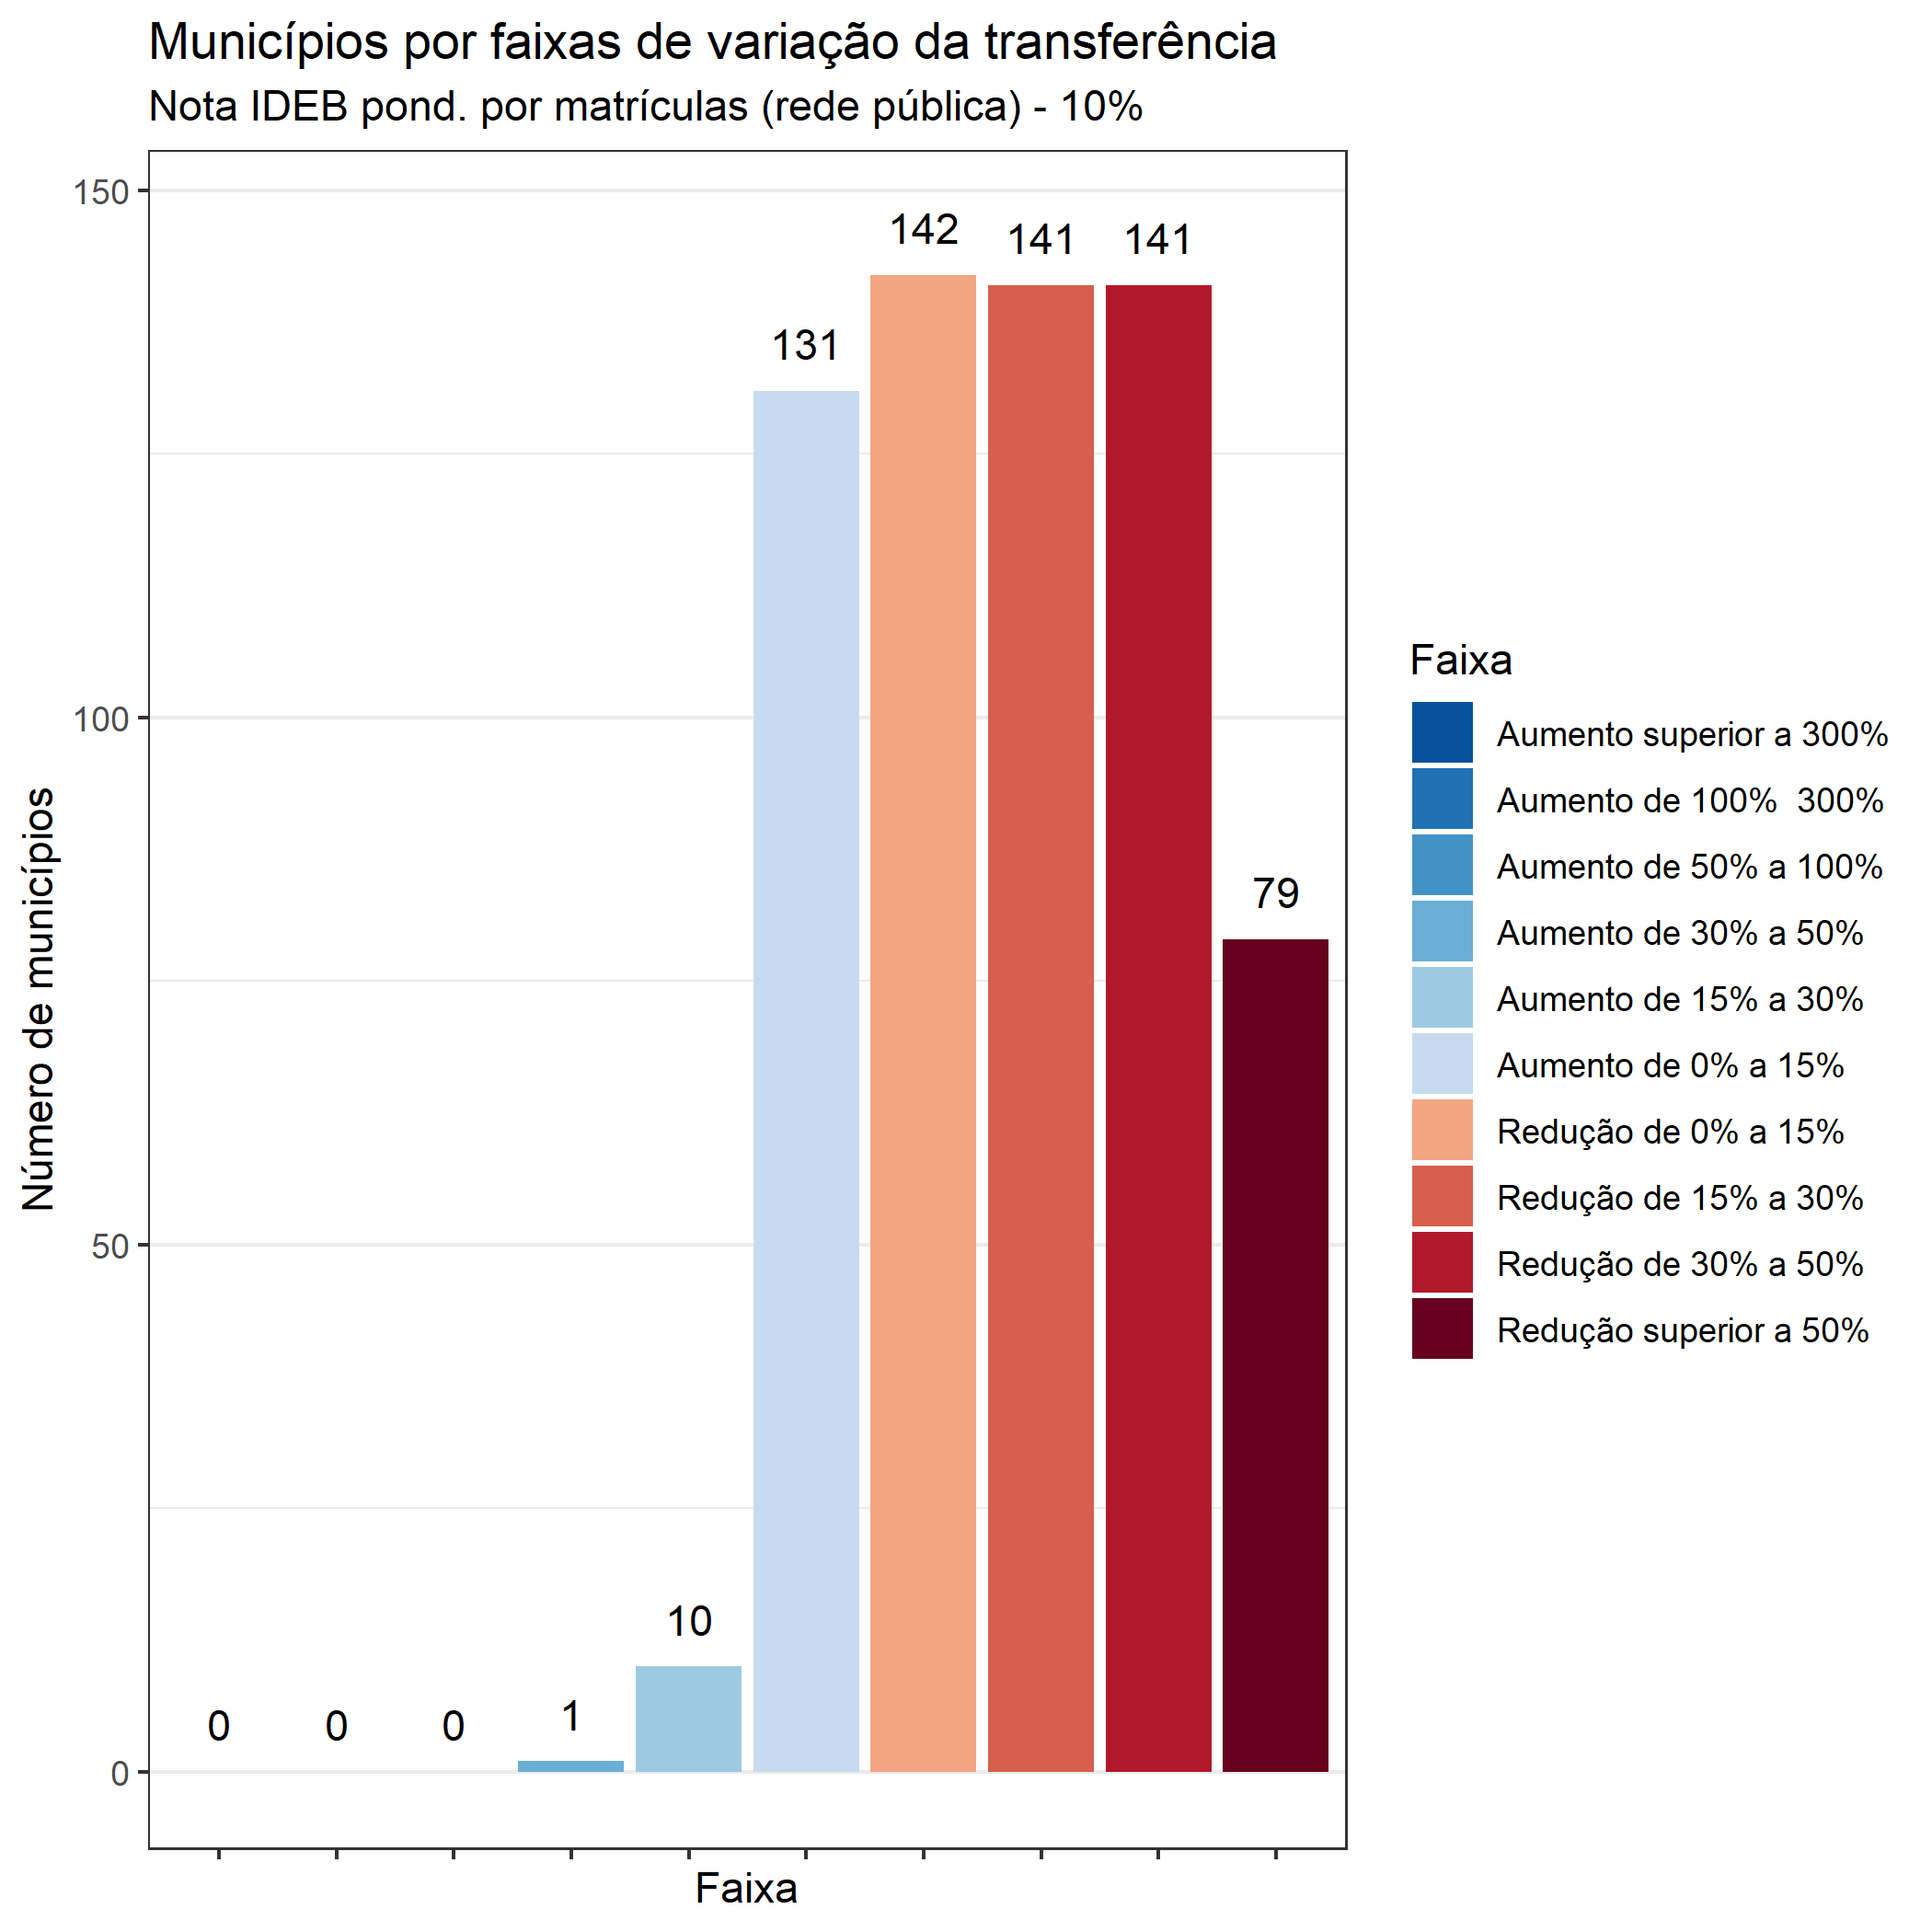 Municípios por faixas de variação da transferência
Nota IDEB pond. por matrículas (rede pública) - 10%
150
100
50
0
Número de municípios
0
0
0
1
10
131
142
141
141
79
Faixa
Faixa
Aumento superior a 300%
Aumento de 100%  300%
Aumento de 50% a 100%
Aumento de 30% a 50%
Aumento de 15% a 30%
Aumento de 0% a 15%
Redução de 0% a 15%
Redução de 15% a 30%
Redução de 30% a 50%
Redução superior a 50%